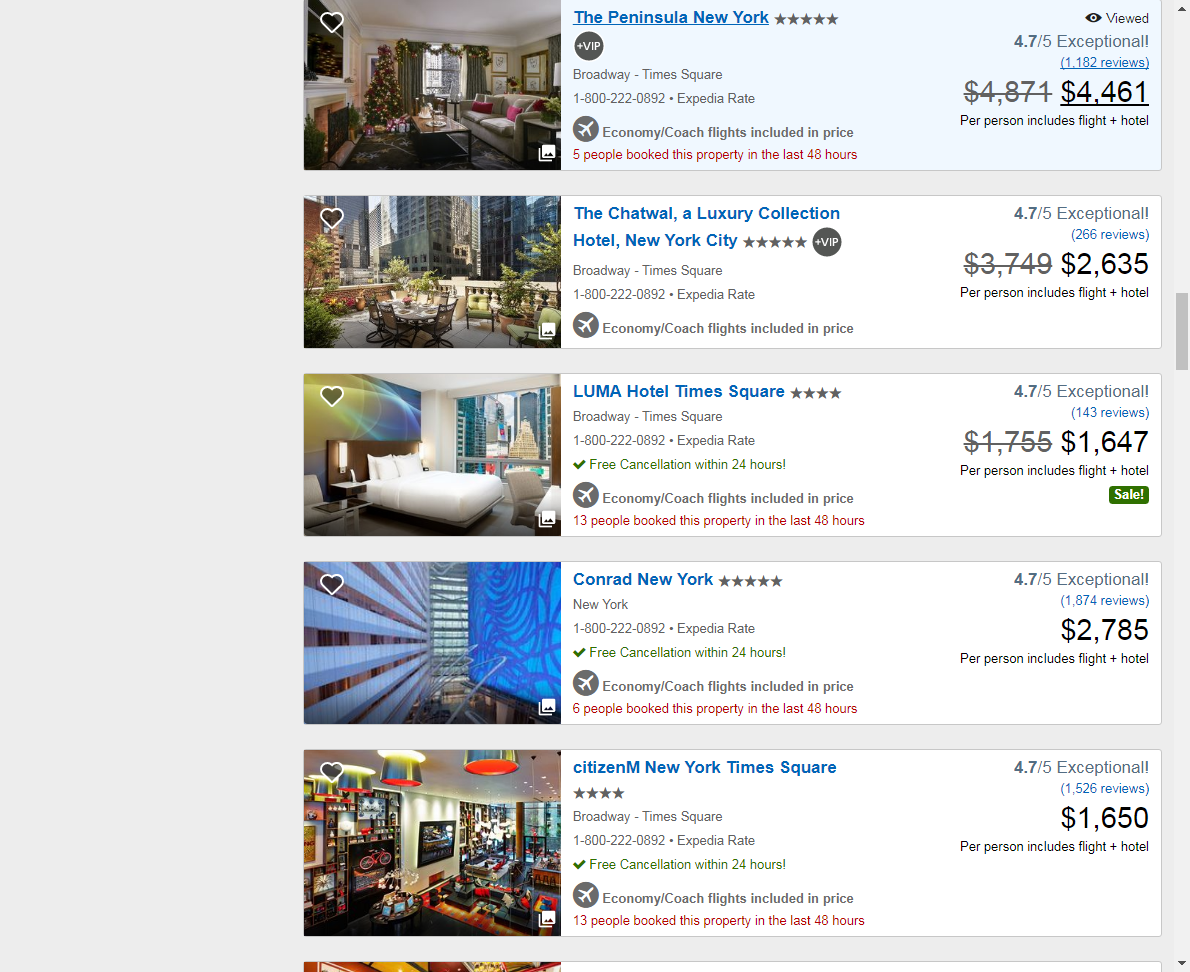 The Peninsula New York
Viewed
+VIP
4.7/5 Exceptional!
(1,182 reviews)
Broadway - Times Square
$4,871 $4,461
1-800-222-0892 • Expedia Rate
Per person includes flight + hotel
Economy/Coach flights included in price
5 people booked this property in the last 48 hours
The Chatwal, a Luxury Collection
Hotel, New York City +VIP
4.7/5 Exceptional!
(266 reviews)
$3,749 $2,635
Broadway - Times Square
1-800-222-0892 • Expedia Rate
Per person includes flight + hotel
Economy/Coach flights included in price
LUMA Hotel Times Square
4.7/5 Exceptional!
(143 reviews)
Broadway - Times Square
1-800-222-0892 • Expedia Rate
$1,755 $1,647
Free Cancellation within 24 hours!
Per person includes flight + hotel
Sale!
Economy/Coach flights included in price
13 people booked this property in the last 48 hours
Conrad New York
4.7/5 Exceptional!
(1,874 reviews)
New York
1-800-222-0892 • Expedia Rate
$2,785
Free Cancellation within 24 hours!
Per person includes flight + hotel
Economy/Coach flights included in price
6 people booked this property in the last 48 hours
citizenM New York Times Square
4.7/5 Exceptional!
(1,526 reviews)
Broadway - Times Square
$1,650
1-800-222-0892 • Expedia Rate
Per person includes flight + hotel
Free Cancellation within 24 hours!
Economy/Coach flights included in price
13 people booked this property in the last 48 hours